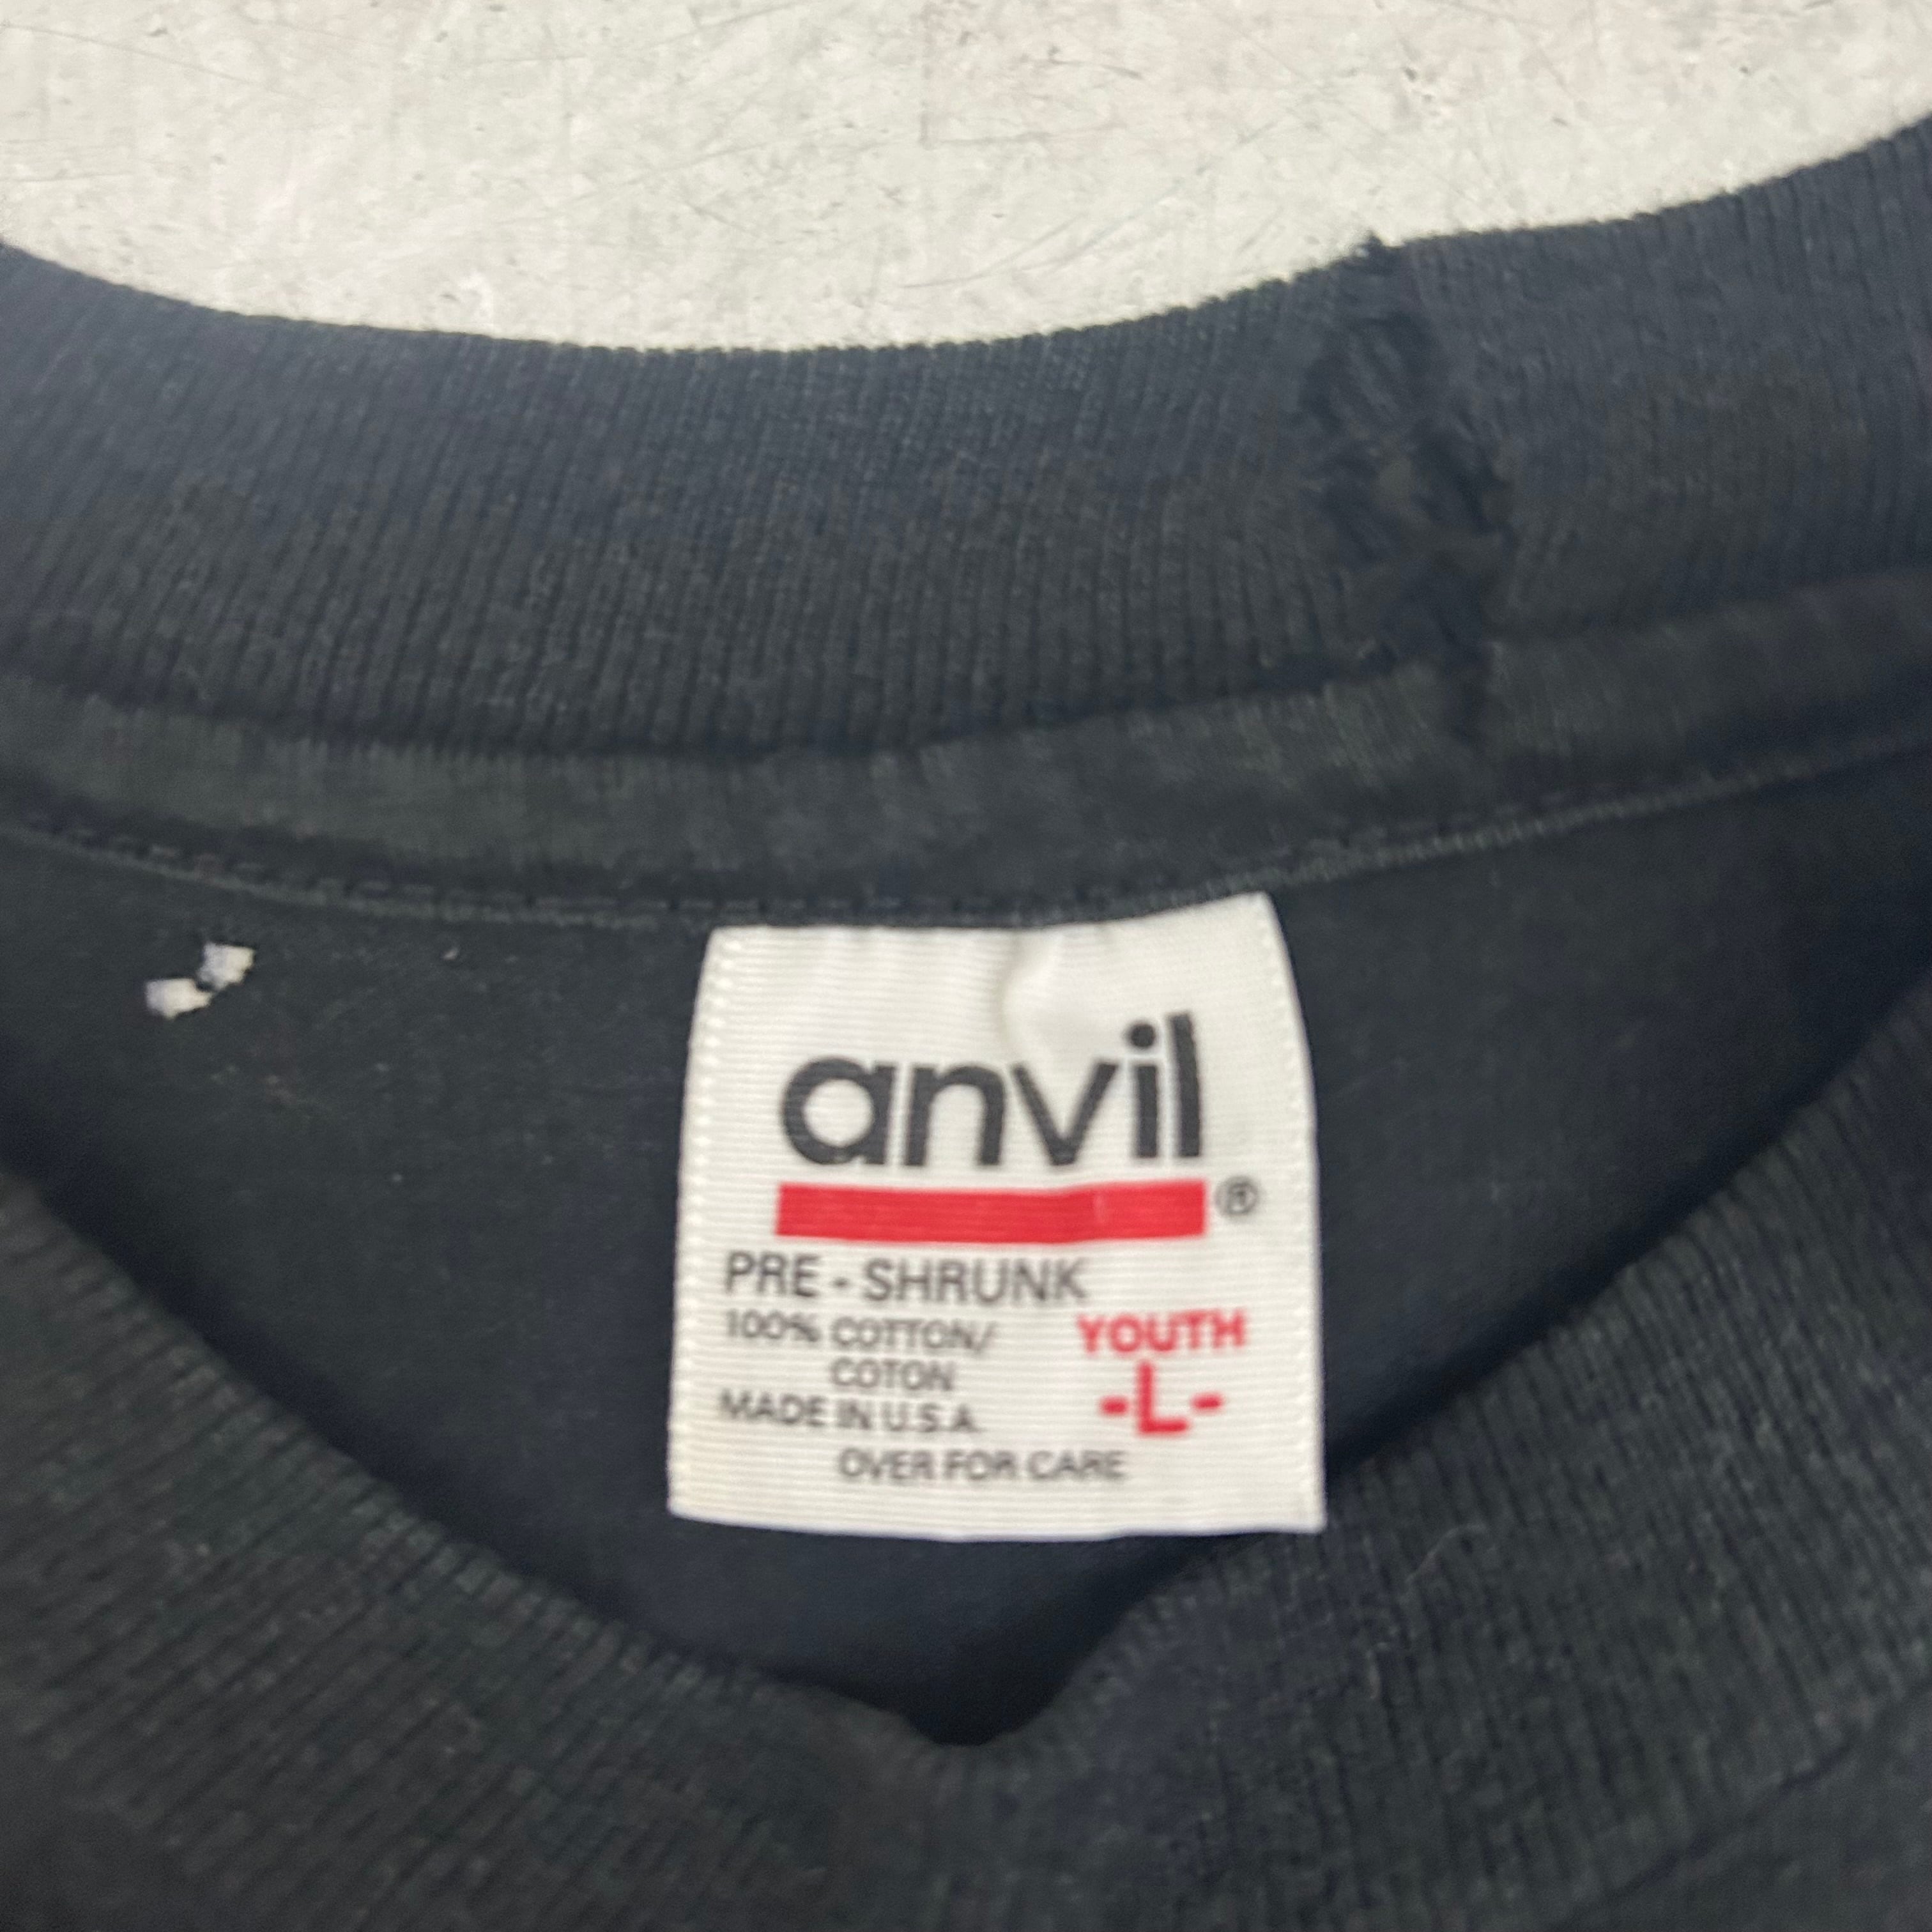 anvil®
PRE-SHRUNK
100% COTTON/ YOUTH
COTON -L-
MADE IN U.S.A.
OVER FOR CARE